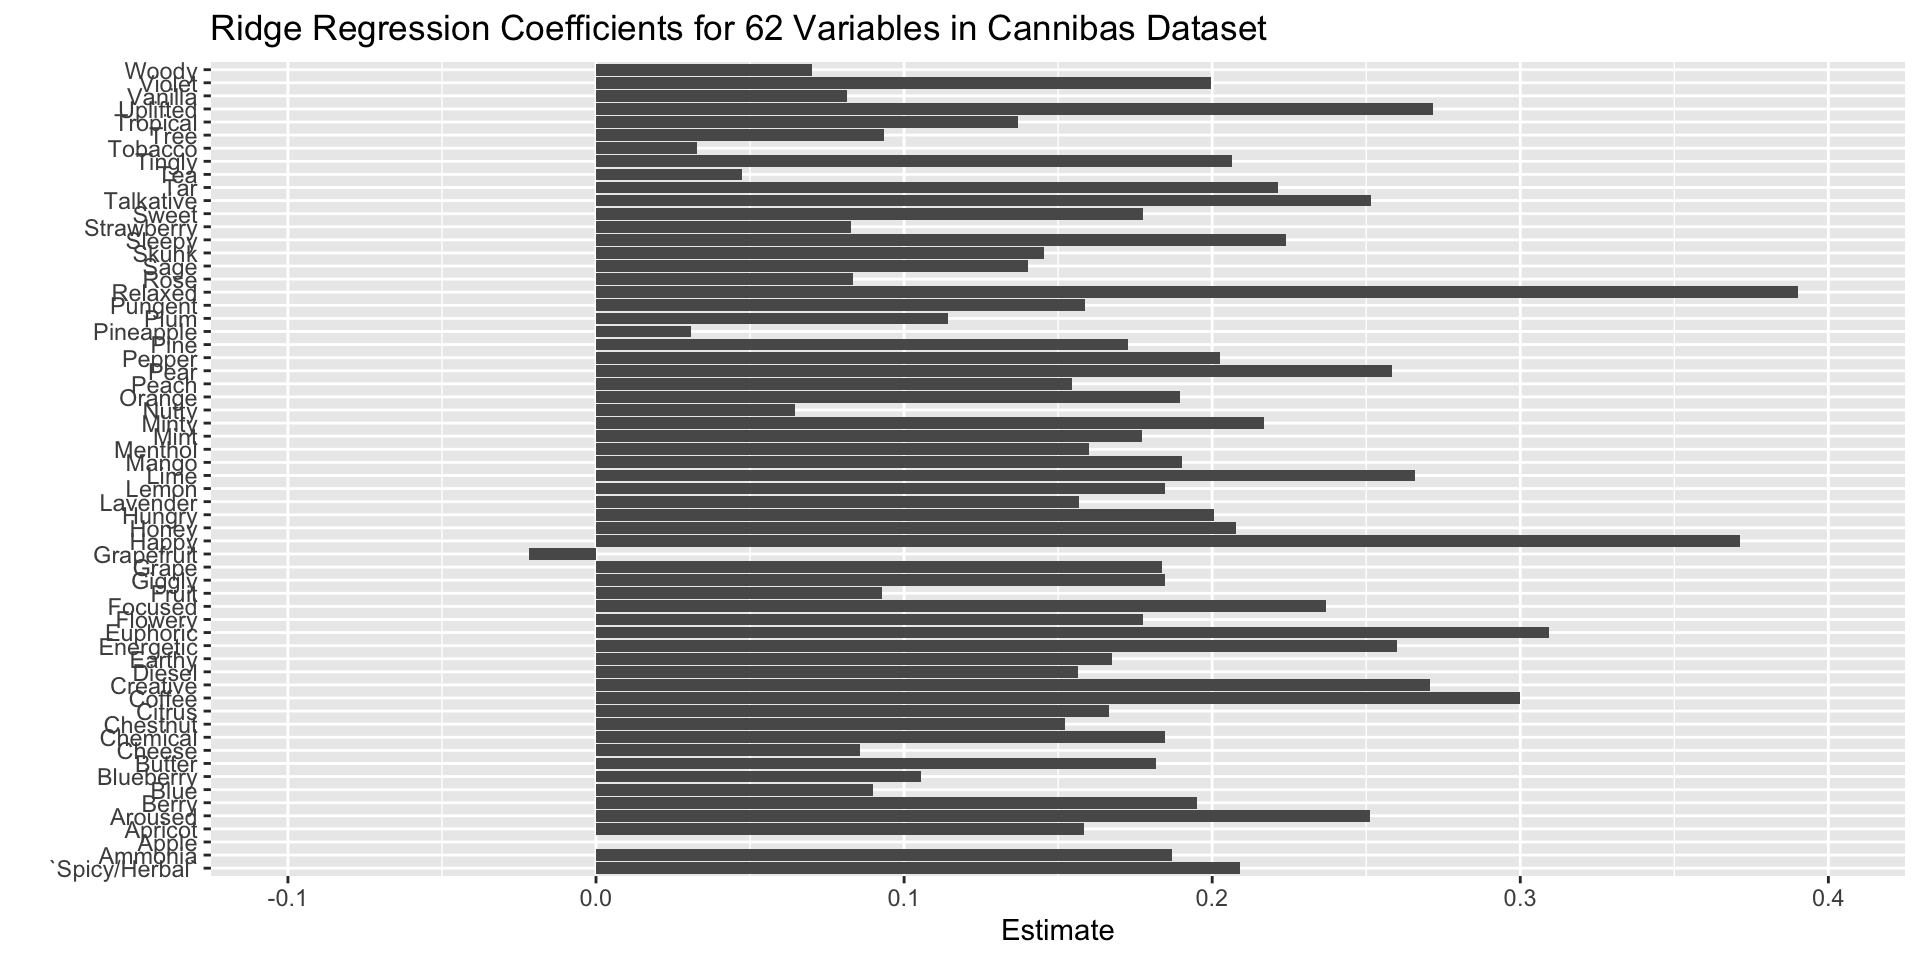 Ridge Regression Coefficients for 62 Variables in Cannibas Dataset
Woody
Violet
Vanilla
Uplifted
Tropical
Tree
Tobacco
Tingly
Tea
Tar
Talkative
Sweet
Strawberry
Sleepy
Skunk
Sage
Rose
Relaxed
Pungent
Plum
Pineapple
Pine
Pepper
Pear
Peach
Orange
Nutty
Minty
Mint
Menthol
Mango
Lime
Lemon
Lavender
Hungry
Honey
Happy
Grapefruit
Grape
Giggly
Fruit
Focused
Flowery
Euphoric
Energetic
Earthy
Diesel
Creative
Coffee
Citrus
Chestnut
Chemical
Cheese
Butter
Blueberry
Blue
Berry
Aroused
Apricot
Apple
Ammonia
`Spicy/Herbal`
-0.1 0.0 0.1 0.2 0.3 0.4
Estimate